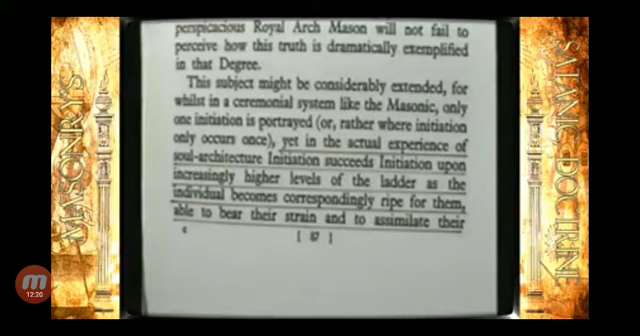 perspicacious Royal Arch Mason will not fail to
perceive how this truth is dramatically exemplified
in that Degree.
This subject might be considerably extended, for
whilst in a ceremonial system like the Masonic, only
one initiation is portrayed (or, rather where initiation
only occurs once), yet in the actual experience of
soul-architecture Initiation succeeds Initiation upon
increasingly higher levels of the ladder as the
individual becomes correspondingly ripe for them,
able to bear their strain and to assimilate their
G
[ 87 ]
MASONRY'S
SATANIC DOCTRINE
12:20